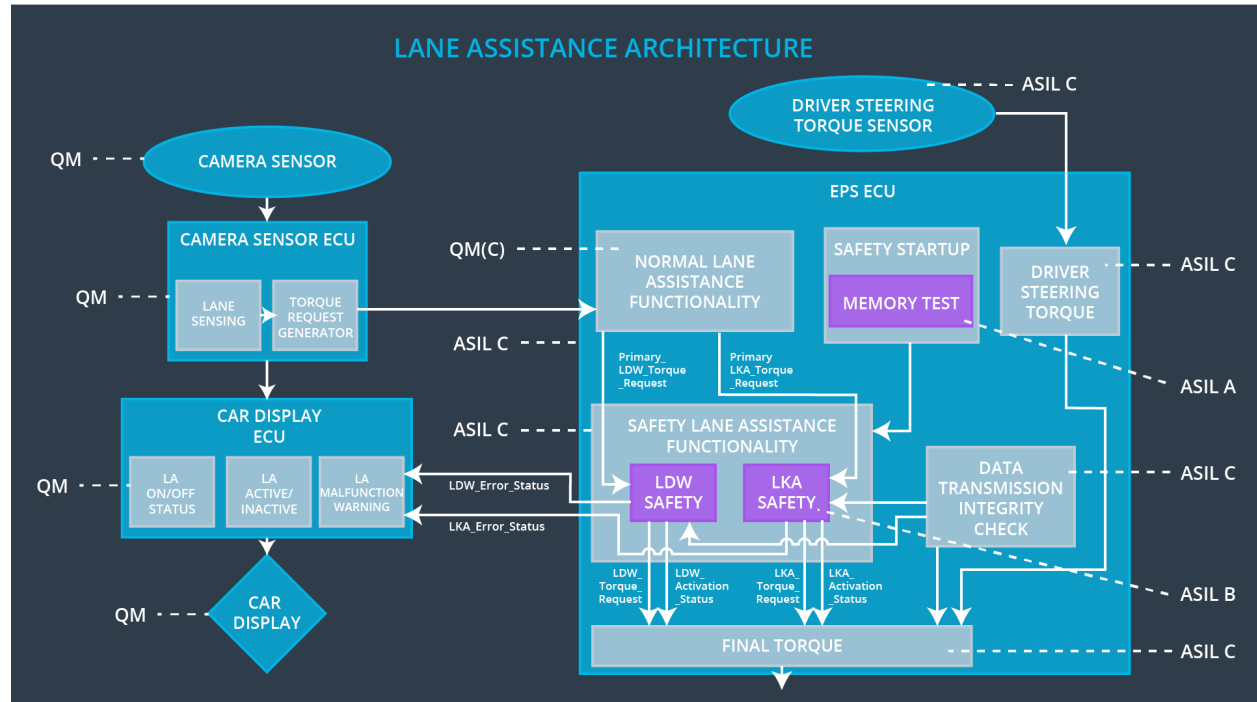 LANE ASSISTANCE ARCHITECTURE
ASIL C
DRIVER STEERING
TORQUE SENSOR
QM
CAMERA SENSOR
EPS ECU
CAMERA SENSOR ECU
QM(C)
NORMAL LANE
ASSISTANCE
FUNCTIONALITY
SAFETY STARTUP
MEMORY TEST
DRIVER
STEERING
TORQUE
ASIL C
QM
LANE
SENSING
TORQUE
REQUEST
GENERATOR
ASIL C
Primary_
LDW_Torque
_Request
Primary
LKA_Torque
_Request
ASIL A
CAR DISPLAY
ECU
ASIL C
SAFETY LANE ASSISTANCE
FUNCTIONALITY
QM
LA
ON/OFF
STATUS
LA
ACTIVE/
INACTIVE
LA
MALFUNCTION
WARNING
LDW_Error_Status
LKA_Error_Status
LDW
SAFETY
LKA
SAFETY
DATA
TRANSMISSION
INTEGRITY
CHECK
ASIL C
LDW_
Torque_
Request
LDW_
Activation
_Status
LKA_
Torque_
Request
LKA_
Activation
_Status
ASIL B
QM
CAR
DISPLAY
FINAL TORQUE
ASIL C